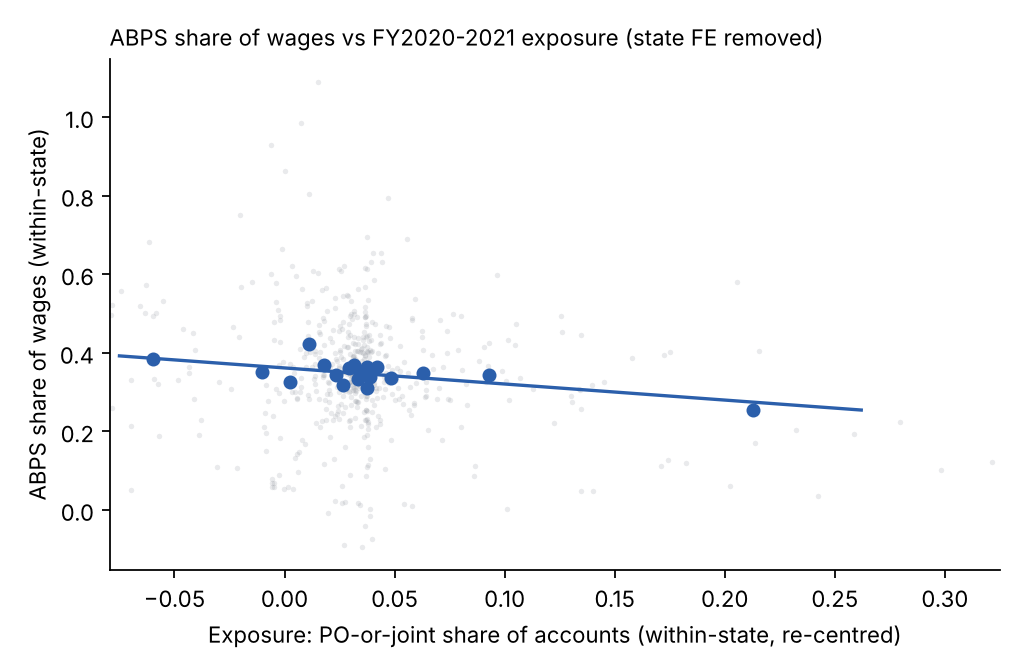 ABPS share of wages vs FY2020-2021 exposure (state FE removed)
ABPS share of wages (within-state)
1.0
0.8
0.6
0.4
0.2
0.0
−0.05 0.00 0.05 0.10 0.15 0.20 0.25 0.30
Exposure: PO-or-joint share of accounts (within-state, re-centred)